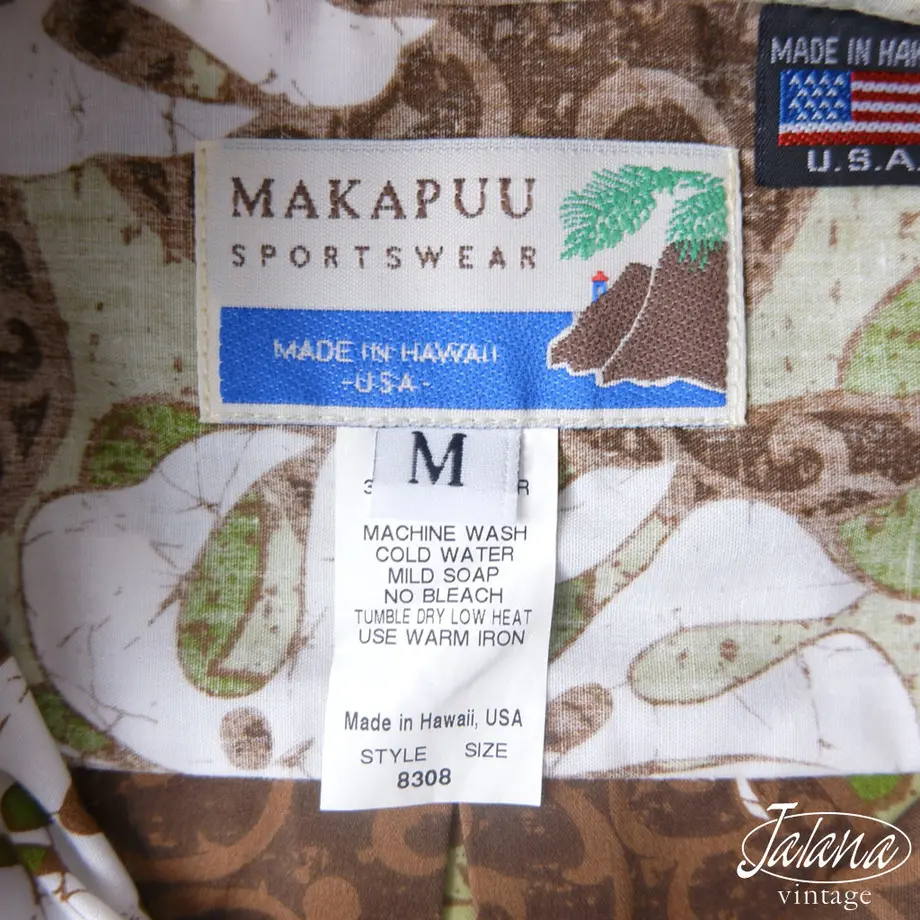 MADE IN HA
U.S.A.
MAKAPUU
SPORTSWEAR
MADE IN HAWAII
-USA-
M
3
R
MACHINE WASH
COLD WATER
MILD SOAP
NO BLEACH
TUMBLE DRY LOW HEAT
USE WARM IRON
Made in Hawaii, USA
STYLE SIZE
8308
Jalana
vintage